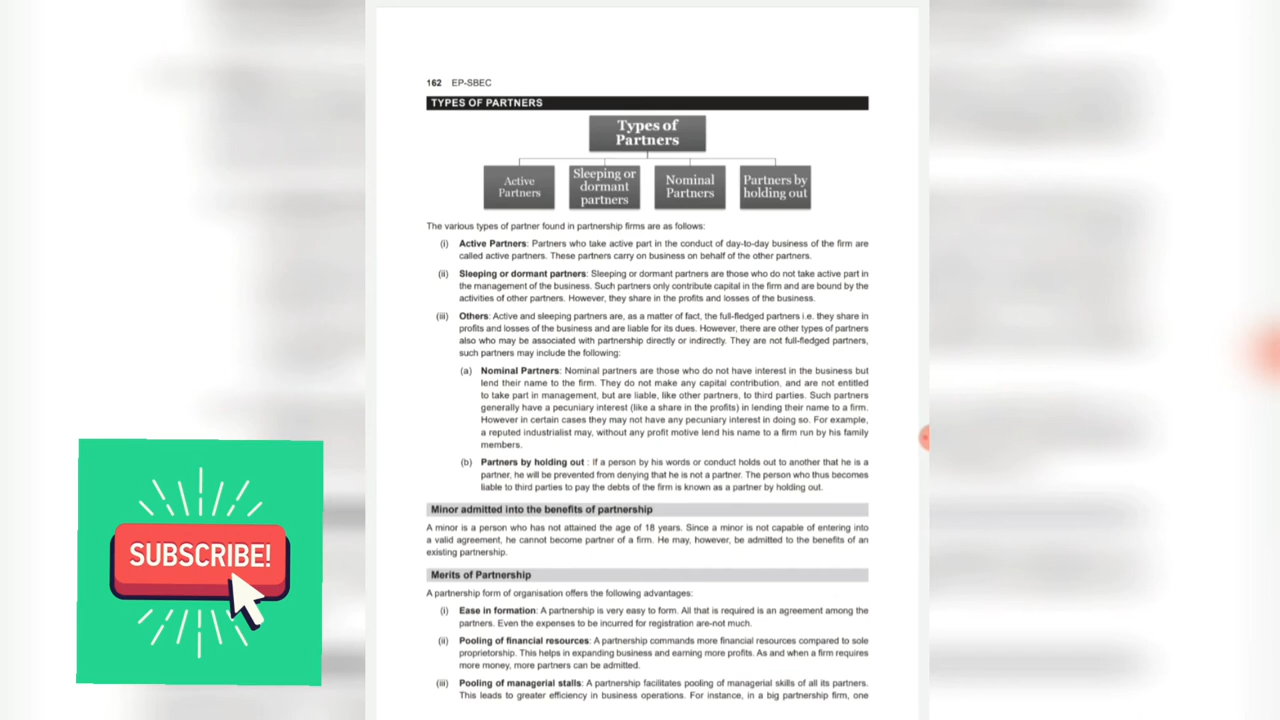 162 EP-SBEC
TYPES OF PARTNERS
Types of
Partners
Active
Partners
Sleeping or
dormant
partners
Nominal
Partners
Partners by
holding out
The various types of partner found in partnership firms are as follows:
(i) Active Partners: Partners who take active part in the conduct of day-to-day business of the firm are
called active partners. These partners carry on business on behalf of the other partners.
(ii) Sleeping or dormant partners: Sleeping or dormant partners are those who do not take active part in
the management of the business. Such partners only contribute capital in the firm and are bound by the
activities of other partners. However, they share in the profits and losses of the business.
(iii) Others: Active and sleeping partners are, as a matter of fact, the full-fledged partners i.e. they share in
profits and losses of the business and are liable for its dues. However, there are other types of partners
also who may be associated with partnership directly or indirectly. They are not full-fledged partners,
such partners may include the following:
(a) Nominal Partners: Nominal partners are those who do not have interest in the business but
lend their name to the firm. They do not make any capital contribution, and are not entitled
to take part in management, but are liable, like other partners, to third parties. Such partners
generally have a pecuniary interest (like a share in the profits) in lending their name to a firm.
However in certain cases they may not have any pecuniary interest in doing so. For example,
a reputed industrialist may, without any profit motive lend his name to a firm run by his family
members.
(b) Partners by holding out : If a person by his words or conduct holds out to another that he is a
partner, he will be prevented from denying that he is not a partner. The person who thus becomes
liable to third parties to pay the debts of the firm is known as a partner by holding out.
Minor admitted into the benefits of partnership
A minor is a person who has not attained the age of 18 years. Since a minor is not capable of entering into
a valid agreement, he cannot become partner of a firm. He may, however, be admitted to the benefits of an
existing partnership.
Merits of Partnership
A partnership form of organisation offers the following advantages:
(i) Ease in formation: A partnership is very easy to form. All that is required is an agreement among the
partners. Even the expenses to be incurred for registration are-not much.
(ii) Pooling of financial resources: A partnership commands more financial resources compared to sole
proprietorship. This helps in expanding business and earning more profits. As and when a firm requires
more money, more partners can be admitted.
(iii) Pooling of managerial stalls: A partnership facilitates pooling of managerial skills of all its partners.
This leads to greater efficiency in business operations. For instance, in a big partnership firm, one
SUBSCRIBE!